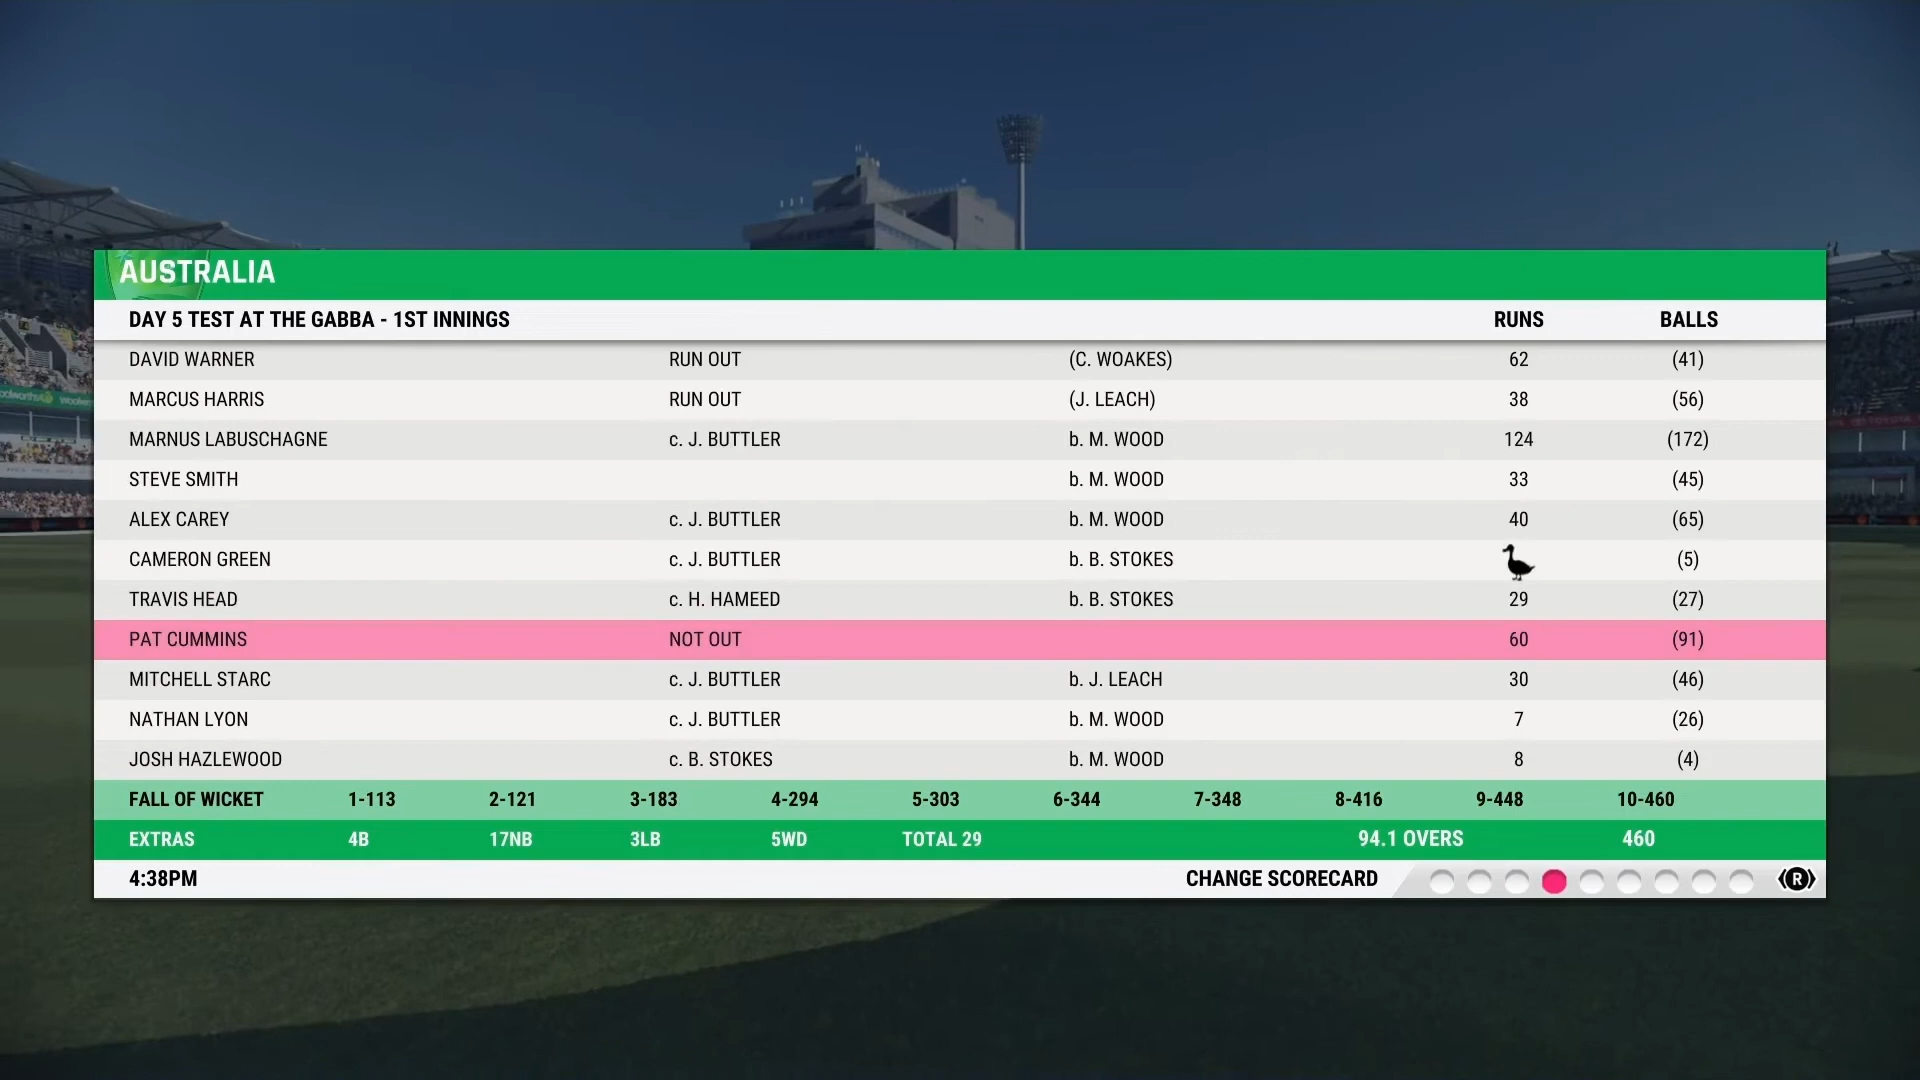 AUSTRALIA
DAY 5 TEST AT THE GABBA - 1ST INNINGS RUNS BALLS
DAVID WARNER RUN OUT (C. WOAKES) 62 (41)
MARCUS HARRIS RUN OUT (J. LEACH) 38 (56)
MARNUS LABUSCHAGNE c. J. BUTTLER b. M. WOOD 124 (172)
STEVE SMITH b. M. WOOD 33 (45)
ALEX CAREY c. J. BUTTLER b. M. WOOD 40 (65)
CAMERON GREEN c. J. BUTTLER b. B. STOKES (5)
TRAVIS HEAD c. H. HAMEED b. B. STOKES 29 (27)
PAT CUMMINS NOT OUT 60 (91)
MITCHELL STARC c. J. BUTTLER b. J. LEACH 30 (46)
NATHAN LYON c. J. BUTTLER b. M. WOOD 7 (26)
JOSH HAZLEWOOD c. B. STOKES b. M. WOOD 8 (4)
FALL OF WICKET 1-113 2-121 3-183 4-294 5-303 6-344 7-348 8-416 9-448 10-460
EXTRAS 4B 17NB 3LB 5WD TOTAL 29 94.1 OVERS 460
4:38PM CHANGE SCORECARD R